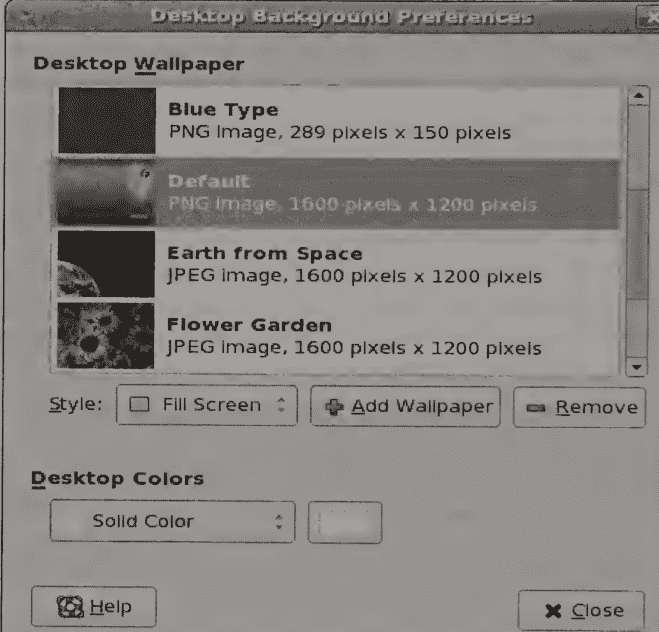 Desktop Background Preferences
Desktop Wallpaper
Blue Type
PNG Image, 289 pixels x 150 pixels
Default
PNG Image, 1600 pixels x 1200 pixels
Earth from Space
JPEG image, 1600 pixels x 1200 pixels
Flower Garden
JPEG image, 1600 pixels x 1200 pixels
Style: Fill Screen Add Wallpaper Remove
Desktop Colors
Solid Color
Help Close